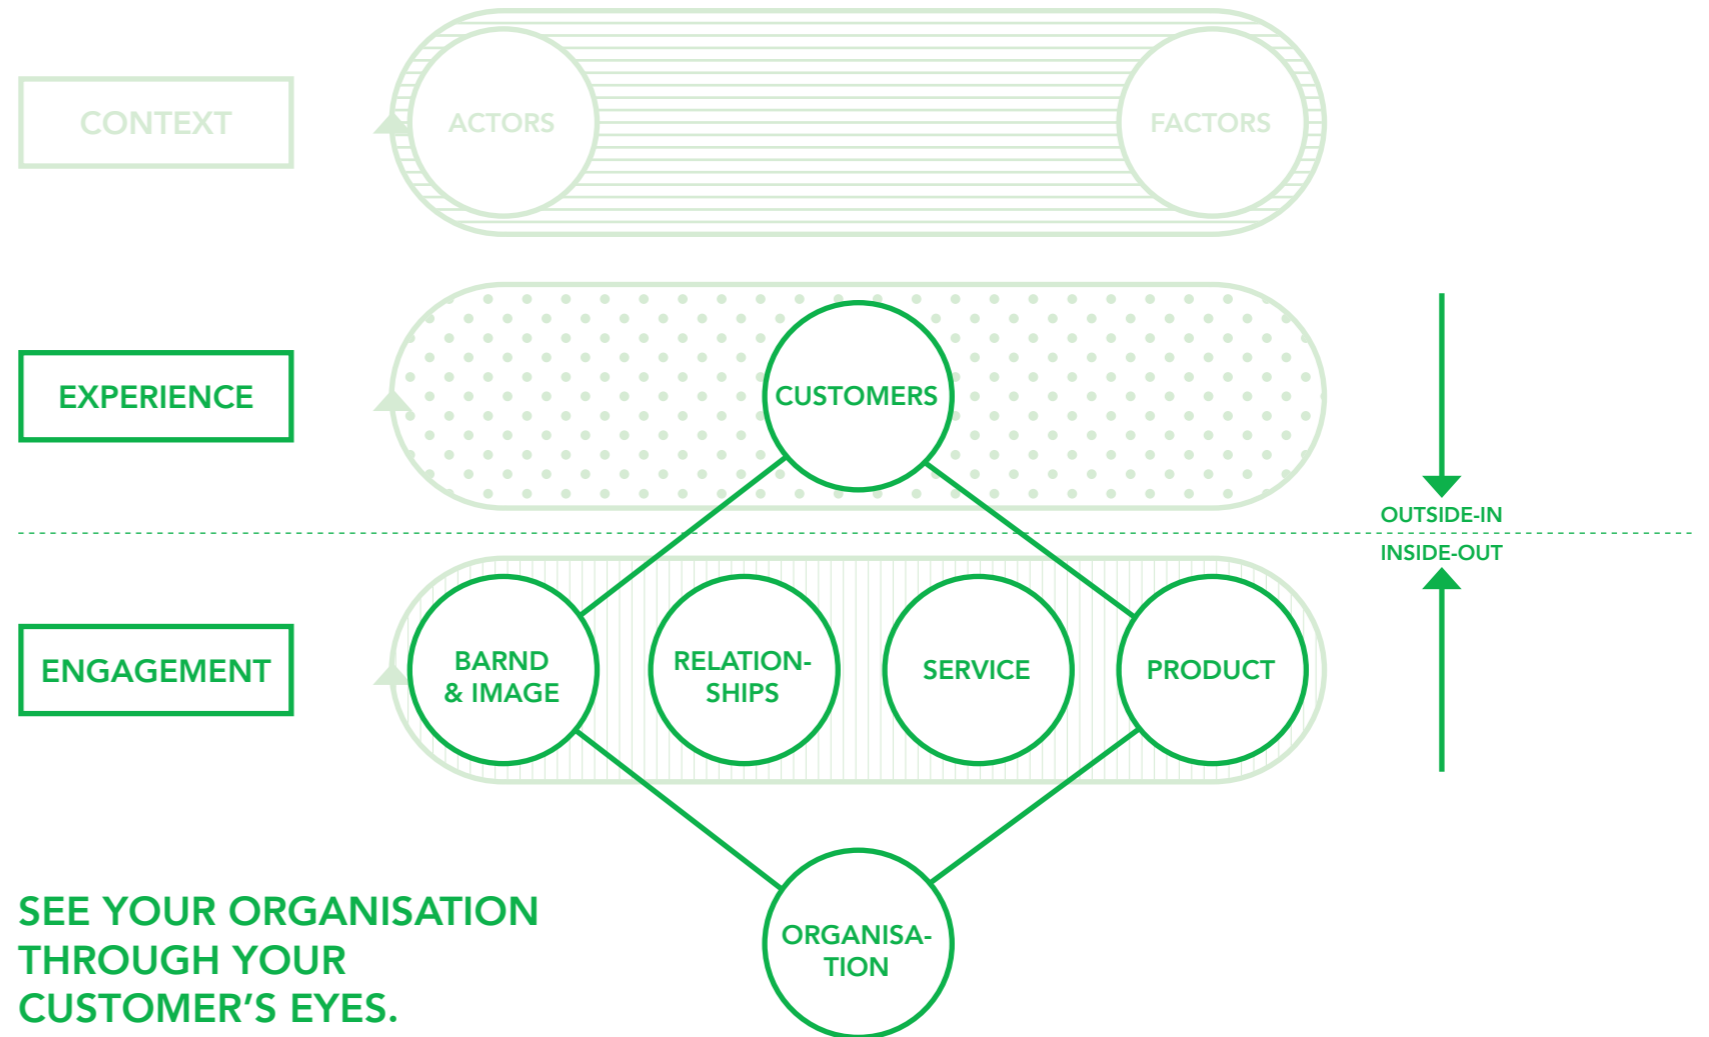 CONTEXT
ACTORS
FACTORS
EXPERIENCE
CUSTOMERS
OUTSIDE-IN
INSIDE-OUT
ENGAGEMENT
BARND
& IMAGE
RELATION-
SHIPS
SERVICE
PRODUCT
ORGANISA-
TION
SEE YOUR ORGANISATION
THROUGH YOUR
CUSTOMER’S EYES.